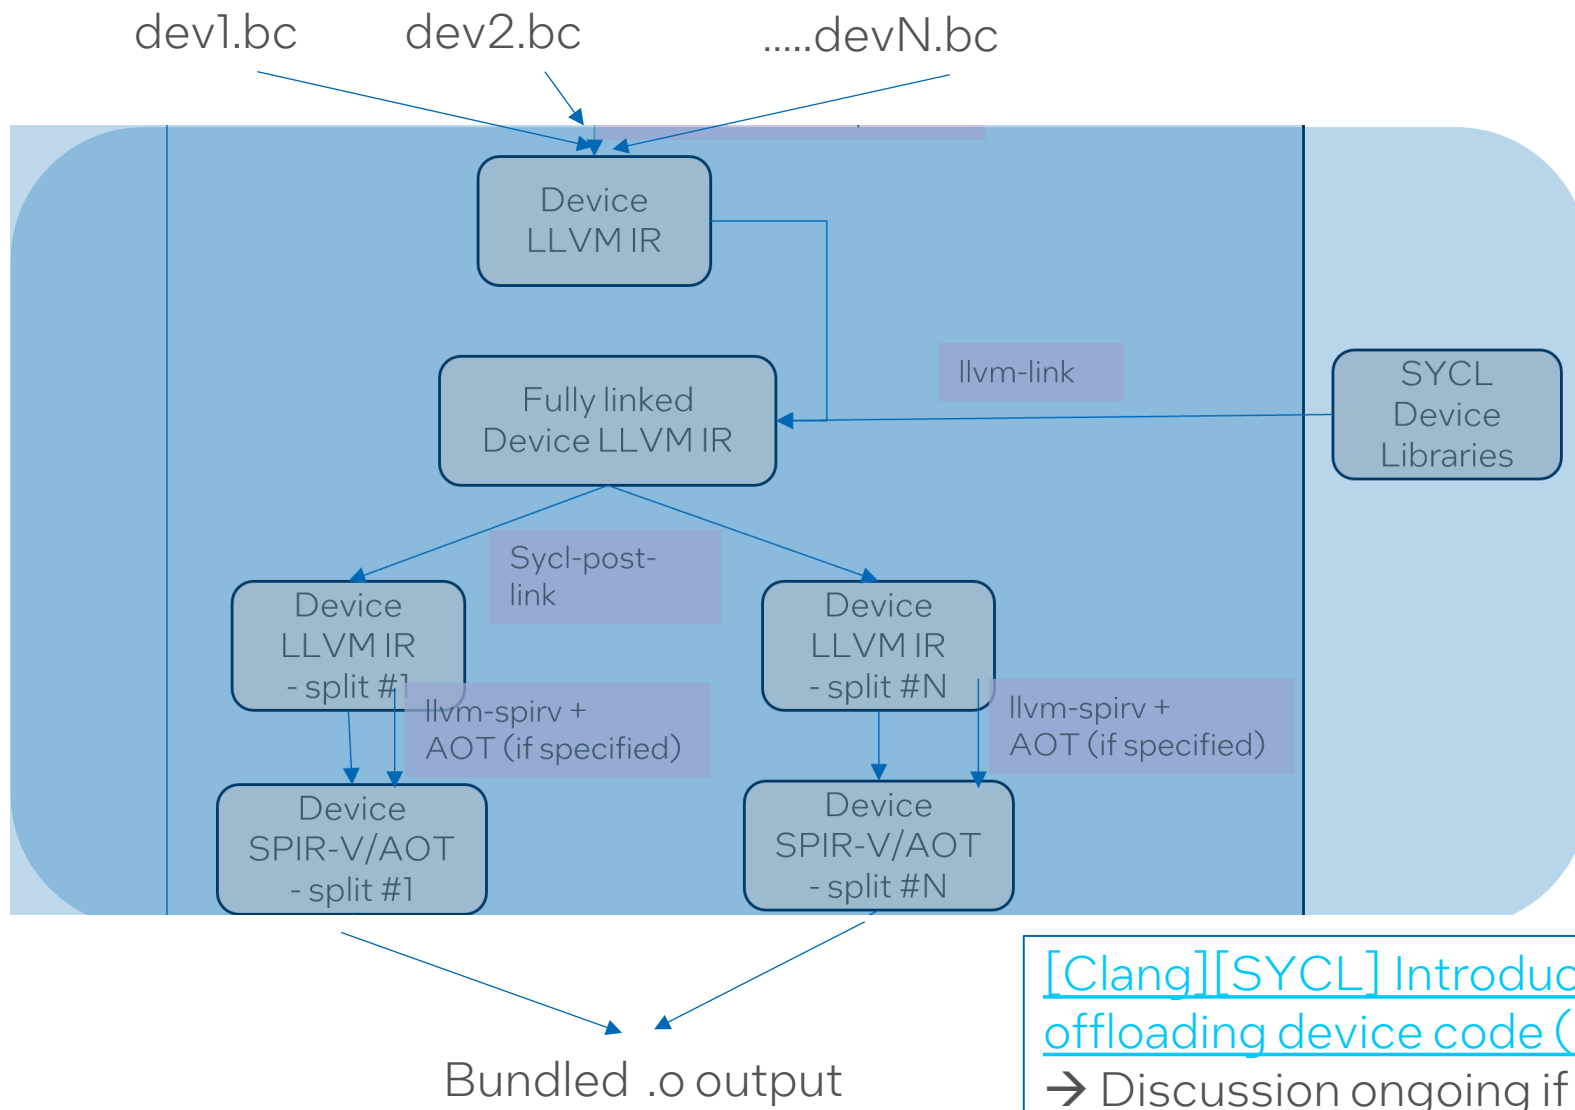 dev1.bc dev2.bc .....devN.bc
Device
LLVM IR
llvm-link
Fully linked
Device LLVM IR
SYCL
Device
Libraries
Sycl-post-
link
Device
LLVM IR
- split #1
Device
LLVM IR
- split #N
llvm-spirv +
AOT (if specified)
llvm-spirv +
AOT (if specified)
Device
SPIR-V/AOT
- split #1
Device
SPIR-V/AOT
- split #N
Bundled .o output
[Clang][SYCL] Introduc
offloading device code (
→ Discussion ongoing if